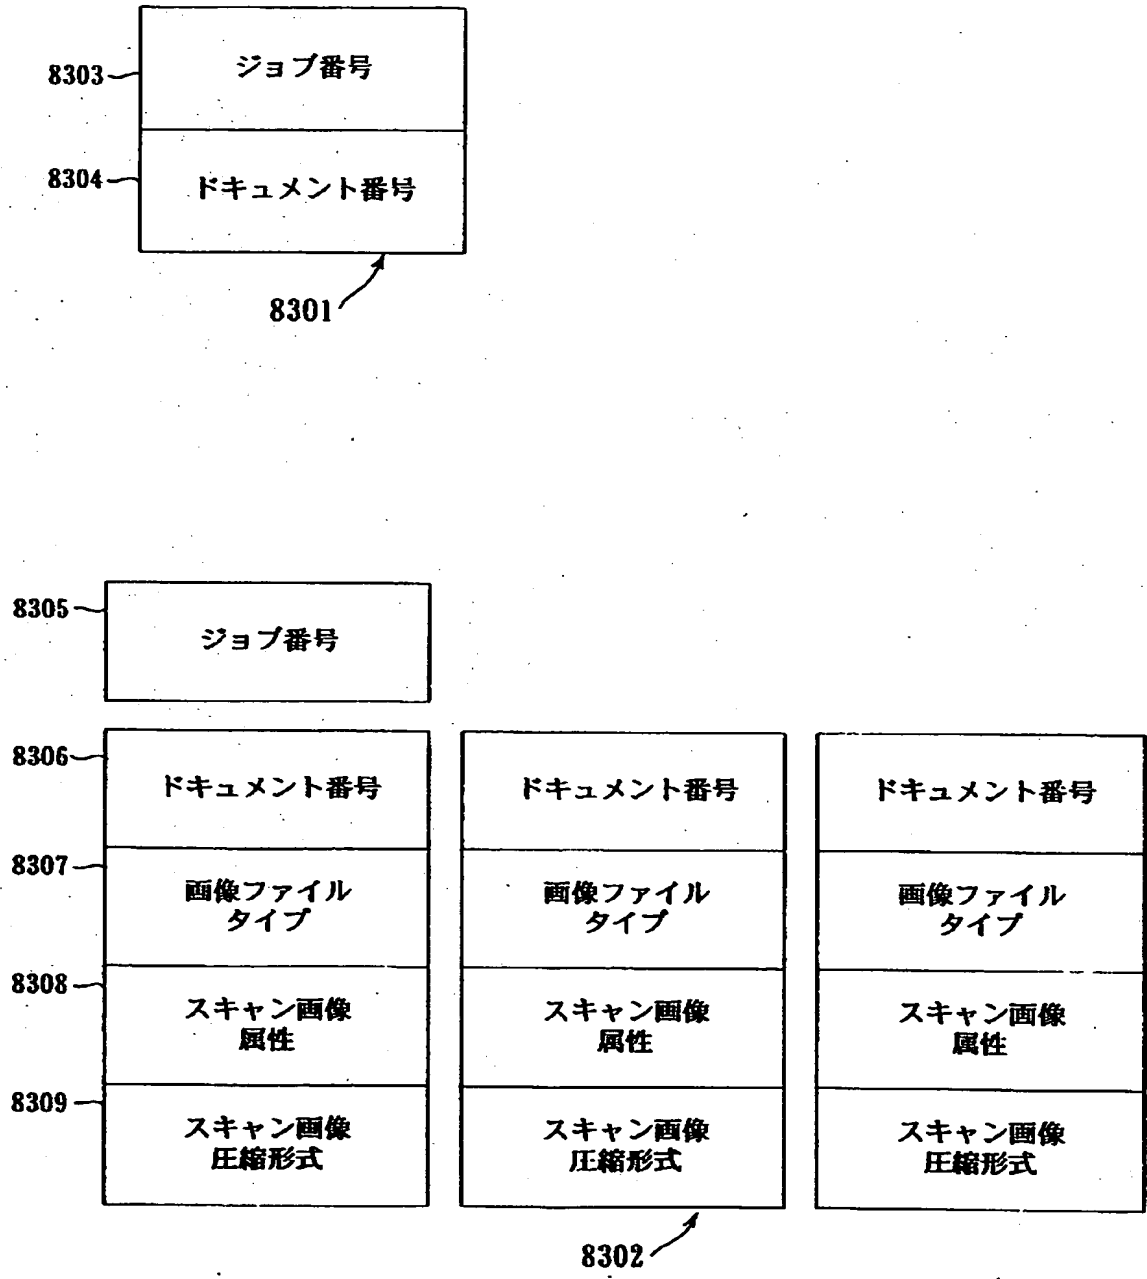 8303
ジョブ番号
8304
ドキュメント番号
8301
8305
ジョブ番号
8306
ドキュメント番号
ドキュメント番号
ドキュメント番号
8307
画像ファイル
タイプ
画像ファイル
タイプ
画像ファイル
タイプ
8308
スキャン画像
属性
スキャン画像
属性
スキャン画像
属性
8309
スキャン画像
圧縮形式
スキャン画像
圧縮形式
スキャン画像
圧縮形式
8302